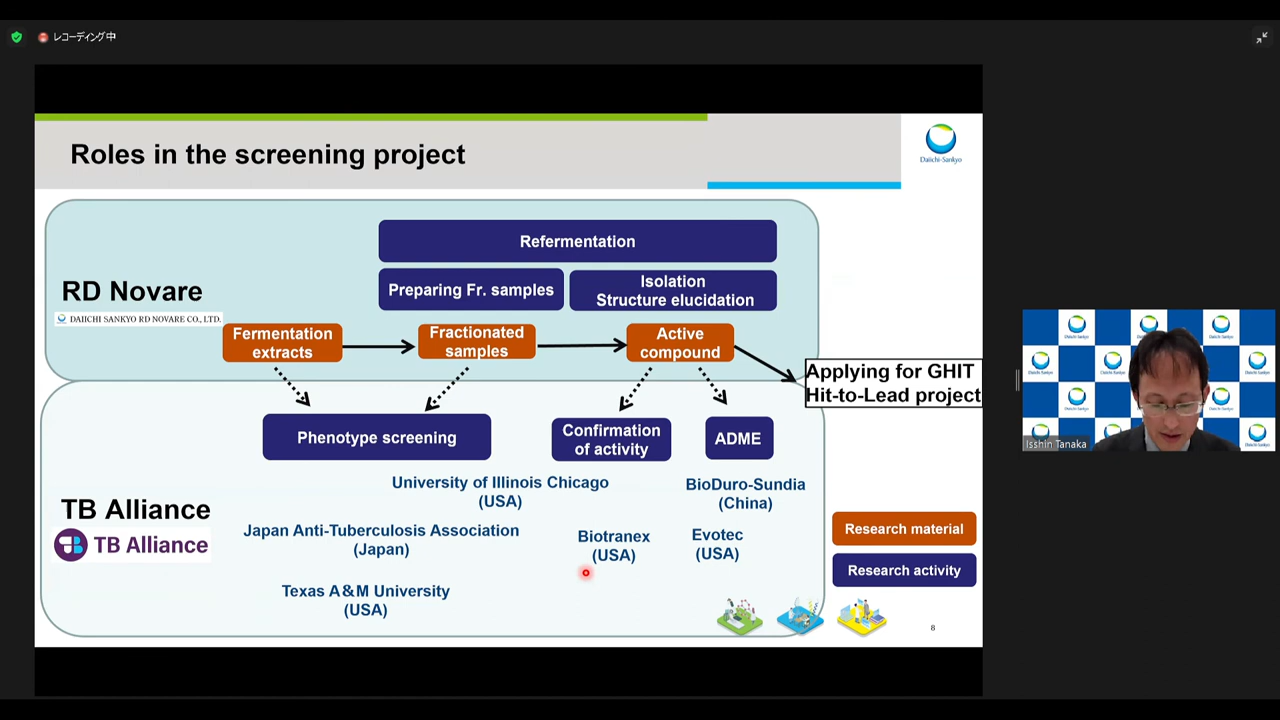 レコーディング中
Roles in the screening project
Daiichi-Sankyo
Refermentation
Preparing Fr. samples
Isolation
Structure elucidation
RD Novare
DAIICHI SANKYO RD NOVARE CO., LTD.
Fermentation
extracts
Fractionated
samples
Active
compound
Applying for GHIT
Hit-to-Lead project
Phenotype screening
Confirmation
of activity
ADME
TB Alliance
TB Alliance
University of Illinois Chicago
(USA)
BioDuro-Sundia
(China)
Japan Anti-Tuberculosis Association
(Japan)
Biotranex
(USA)
Evotec
(USA)
Texas A&M University
(USA)
Research material
Research activity
8
Isshin Tanaka